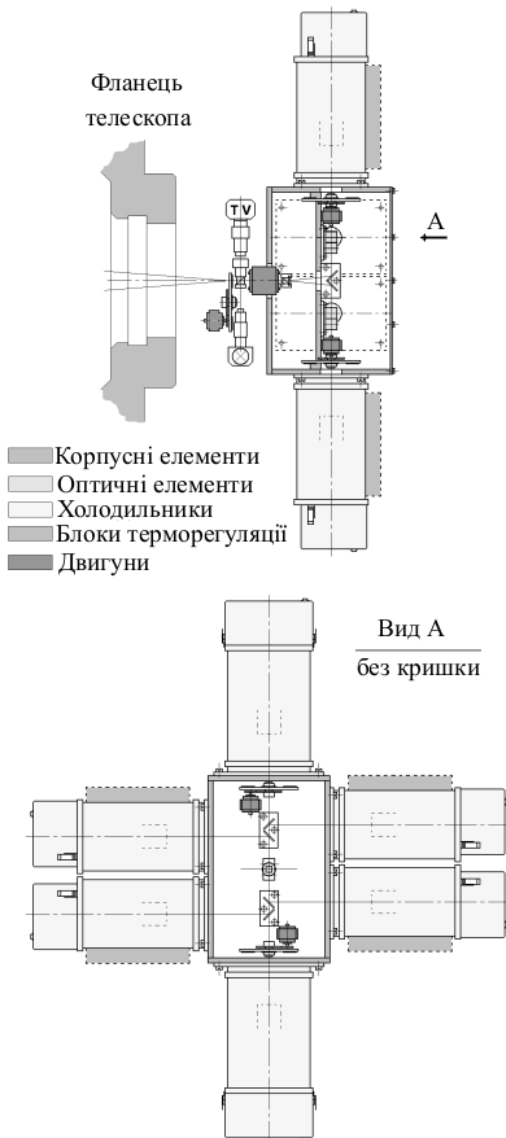 Фланець
телескопа
TV
A
Корпусні елементи
Оптичні елементи
Холодильники
Блоки терморегуляції
Двигуни
Вид А
без кришки